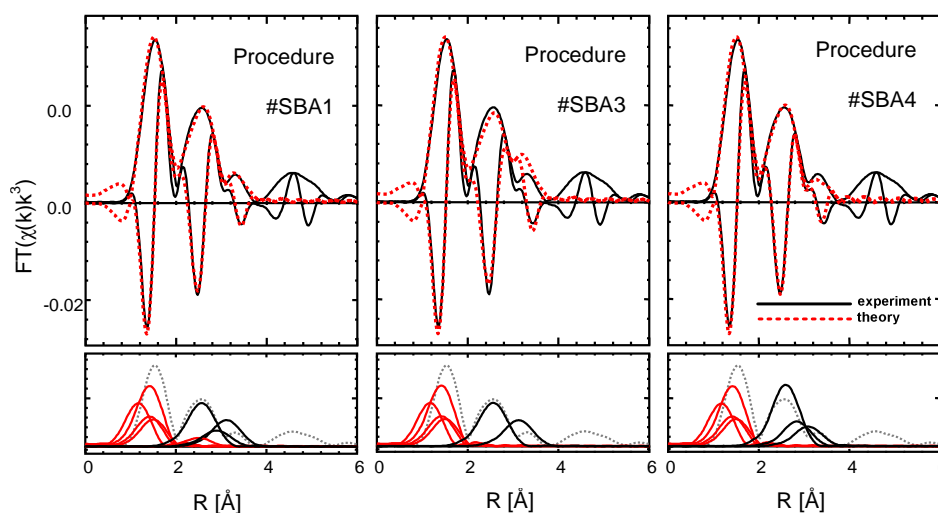 Procedure
#SBA1
Procedure
#SBA3
Procedure
#SBA4
0.0
0.0
-0.02
FT(χ(k)k³)
experiment
theory
0 2 4 6
0 2 4 6
0 2 4 6
R [Å]
R [Å]
R [Å]